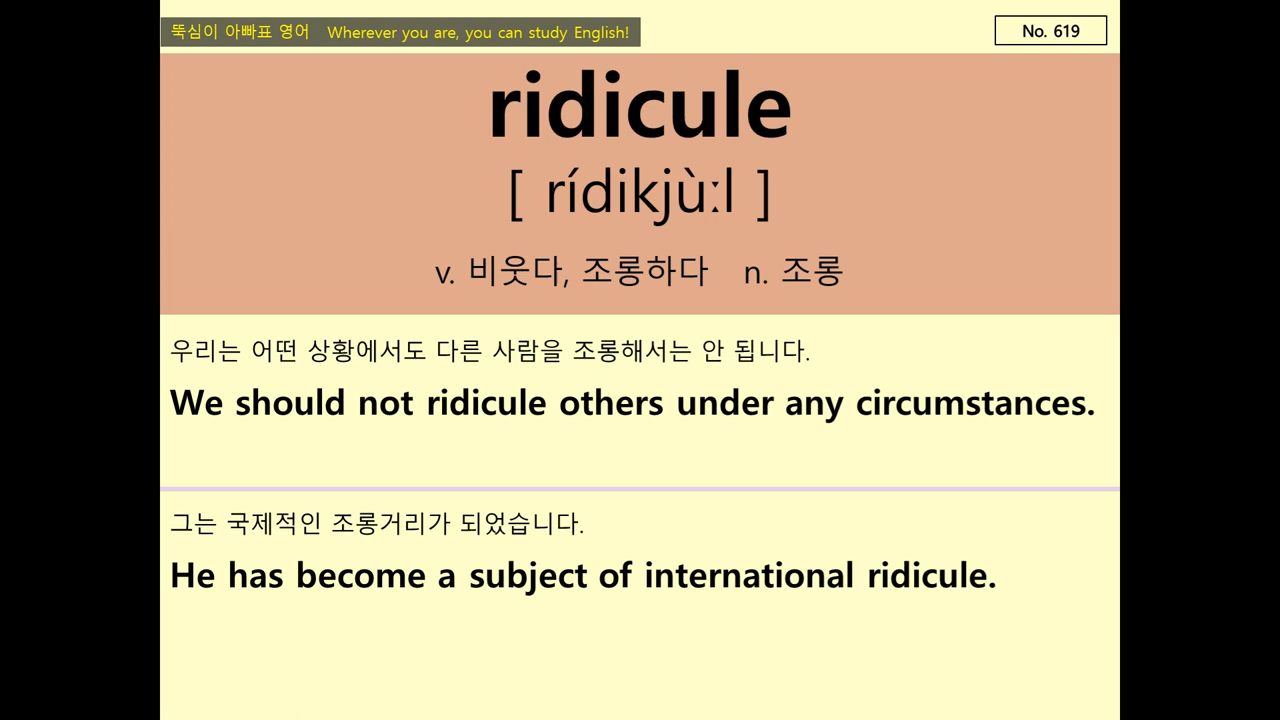 뚝심이 아빠표 영어 Wherever you are, you can study English!
No. 619
ridicule
[ rídikjùːl ]
v. 비웃다, 조롱하다 n. 조롱
우리는 어떤 상황에서도 다른 사람을 조롱해서는 안 됩니다.
We should not ridicule others under any circumstances.
그는 국제적인 조롱거리가 되었습니다.
He has become a subject of international ridicule.